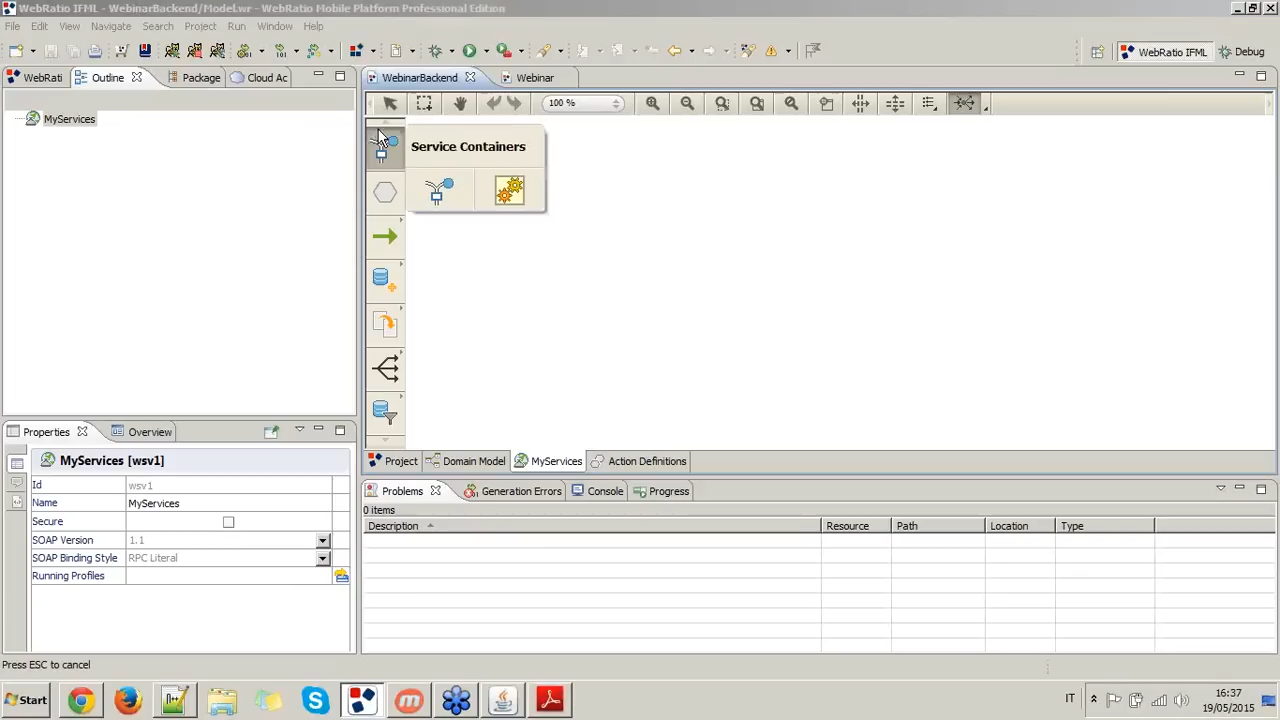 WebRatio IFML - WebinarBackend/Model.wr - WebRatio Mobile Platform Professional Edition
File Edit View Navigate Search Project Run Window Help
WebRatio IFML Debug
WebRati Outline Package Cloud Ac
WebinarBackend Webinar
100 %
MyServices
Service Containers
Project Domain Model MyServices Action Definitions
Properties Overview
MyServices [wsv1]
Id wsv1
Name MyServices
Secure
SOAP Version 1.1
SOAP Binding Style RPC Literal
Running Profiles
Problems Generation Errors Console Progress
0 items
Description Resource Path Location Type
Press ESC to cancel
Start
IT
16:37
19/05/2015